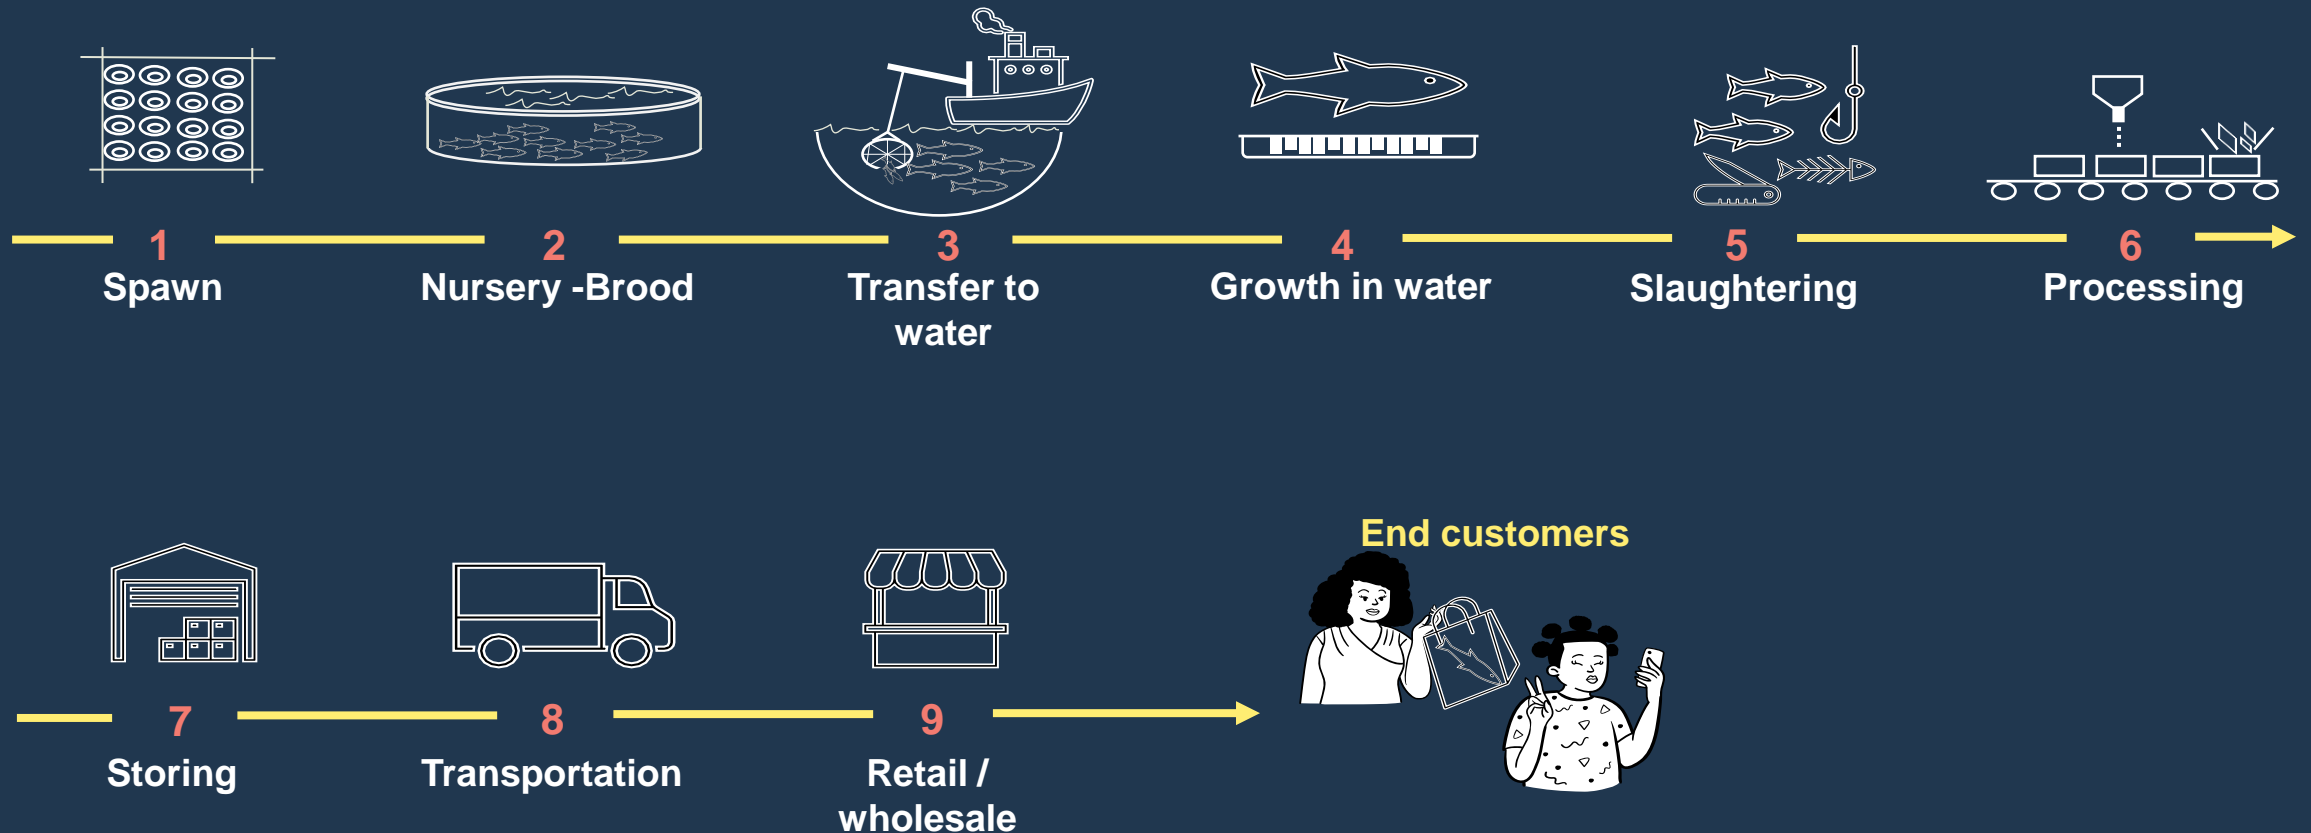 1
Spawn
2
Nursery -Brood
3
Transfer to
water
4
Growth in water
5
Slaughtering
6
Processing
End customers
7
Storing
8
Transportation
9
Retail /
wholesale